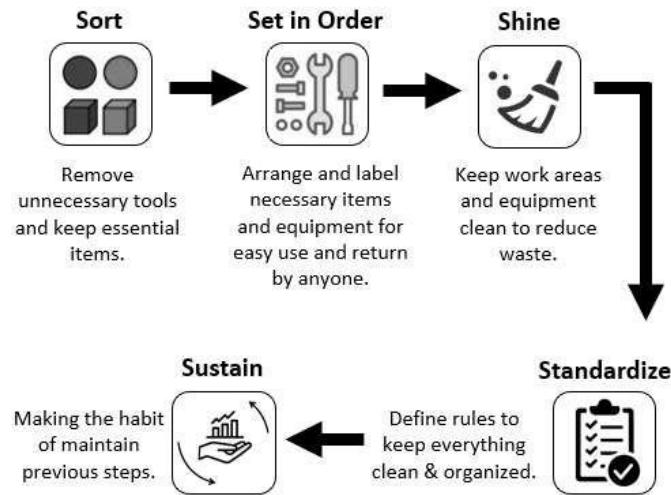 Sort
Set in Order
Shine
Remove
unnecessary tools
and keep essential
items.
Arrange and label
necessary items
and equipment for
easy use and return
by anyone.
Keep work areas
and equipment
clean to reduce
waste.
Sustain
Standardize
Making the habit
of maintain
previous steps.
Define rules to
keep everything
clean & organized.